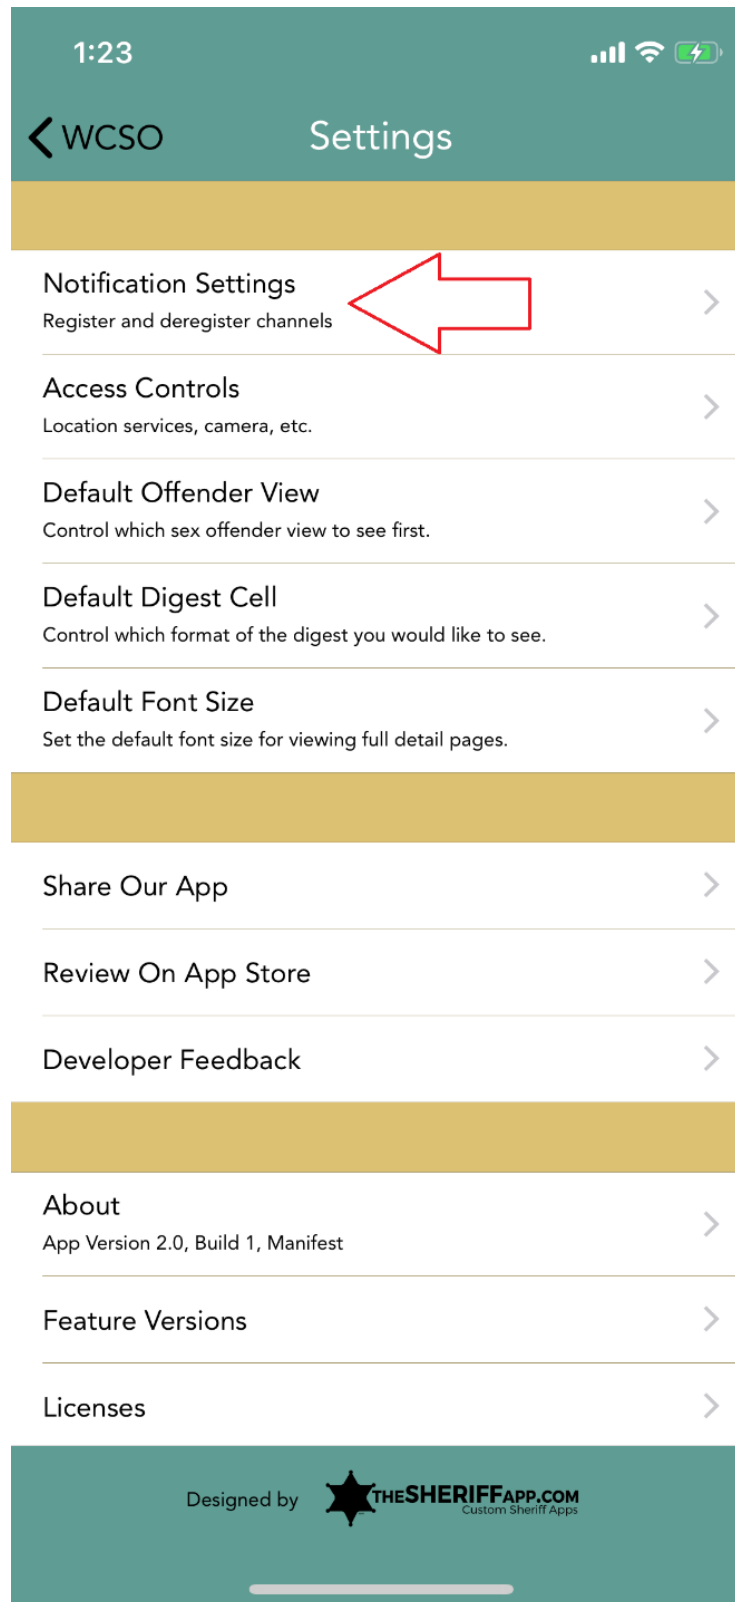 1:23
WCSO Settings
Notification Settings
Register and deregister channels
Access Controls
Location services, camera, etc.
Default Offender View
Control which sex offender view to see first.
Default Digest Cell
Control which format of the digest you would like to see.
Default Font Size
Set the default font size for viewing full detail pages.
Share Our App
Review On App Store
Developer Feedback
About
App Version 2.0, Build 1, Manifest
Feature Versions
Licenses
Designed by THESHERIFFAPP.COM
Custom Sheriff Apps